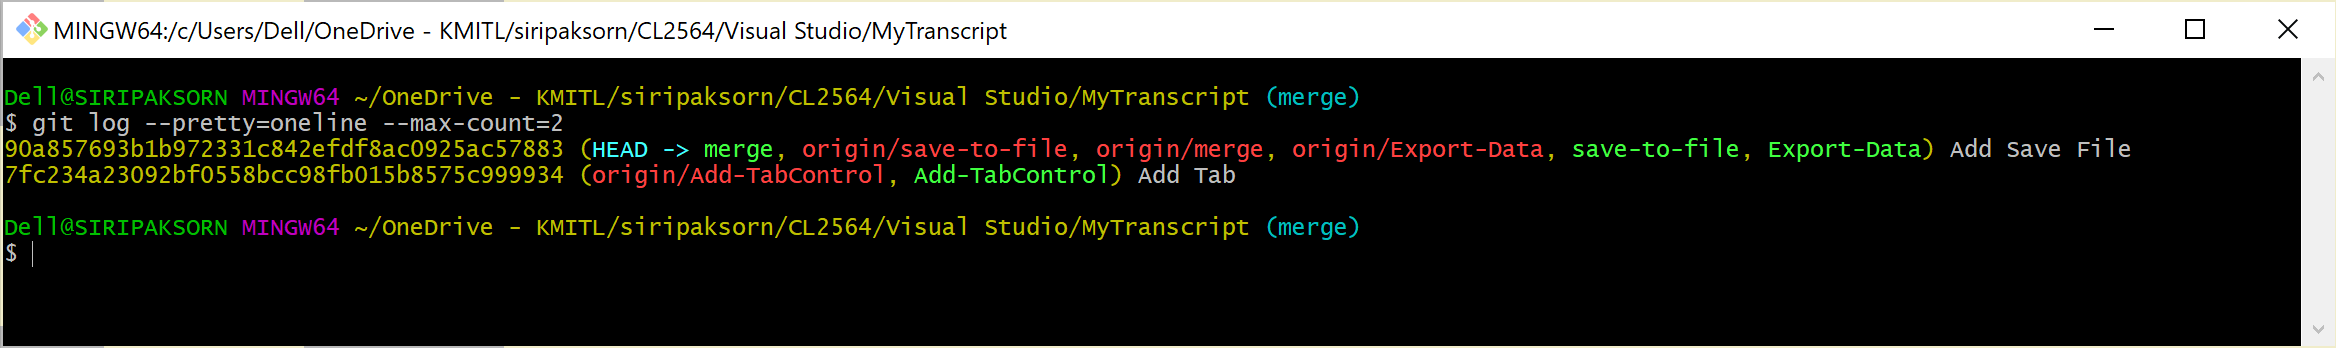 MINGW64:/c/Users/Dell/OneDrive - KMITL/siripaksorn/CL2564/Visual Studio/MyTranscript
Dell@SIRIPAKSORN MINGW64 ~/OneDrive - KMITL/siripaksorn/CL2564/Visual Studio/MyTranscript (merge)
$ git log --pretty=oneline --max-count=2
90a857693b1b972331c842efdf8ac0925ac57883 (HEAD -> merge, origin/save-to-file, origin/merge, origin/Export-Data, save-to-file, Export-Data) Add Save File
7fc234a23092bf0558bcc98fb015b8575c999934 (origin/Add-TabControl, Add-TabControl) Add Tab
Dell@SIRIPAKSORN MINGW64 ~/OneDrive - KMITL/siripaksorn/CL2564/Visual Studio/MyTranscript (merge)
$